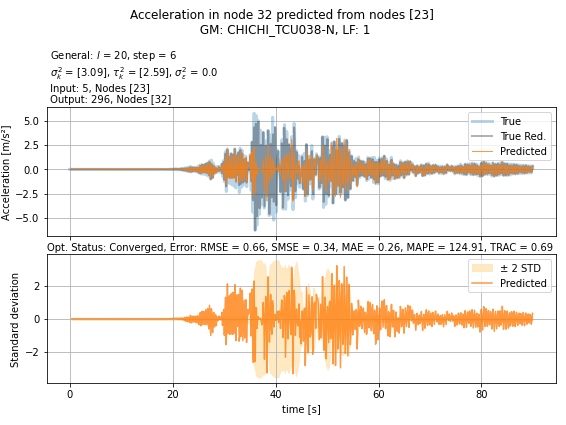 Acceleration in node 32 predicted from nodes [23]
GM: CHICHI_TCU038-N, LF: 1
General: l = 20, step = 6
σ²ₖ = [3.09], τ²ₖ = [2.59], σ²ε = 0.0
Input: 5, Nodes [23]
Output: 296, Nodes [32]
Acceleration [m/s²]
5.0
2.5
0.0
−2.5
−5.0
True
True Red.
Predicted
Opt. Status: Converged, Error: RMSE = 0.66, SMSE = 0.34, MAE = 0.26, MAPE = 124.91, TRAC = 0.69
Standard deviation
2
0
−2
± 2 STD
Predicted
0 20 40 60 80
time [s]